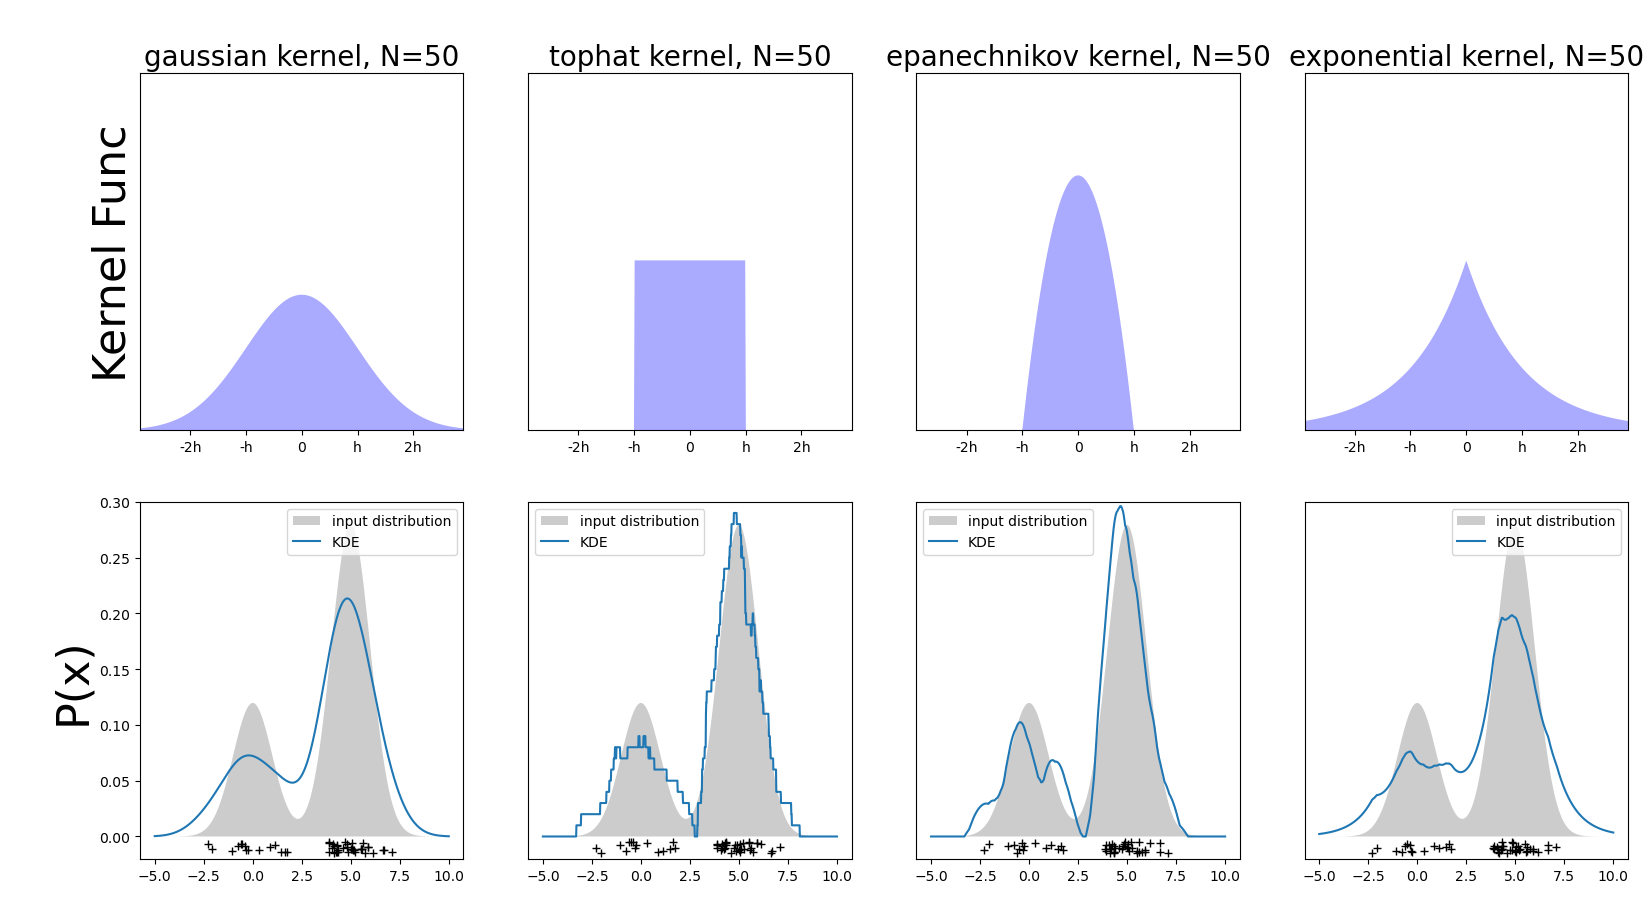 gaussian kernel, N=50
tophat kernel, N=50
epanechnikov kernel, N=50
exponential kernel, N=50
Kernel Func
-2h -h 0 h 2h
-2h -h 0 h 2h
-2h -h 0 h 2h
-2h -h 0 h 2h
P(x)
0.30
0.25
0.20
0.15
0.10
0.05
0.00
input distribution
KDE
input distribution
KDE
input distribution
KDE
input distribution
KDE
−5.0 −2.5 0.0 2.5 5.0 7.5 10.0
−5.0 −2.5 0.0 2.5 5.0 7.5 10.0
−5.0 −2.5 0.0 2.5 5.0 7.5 10.0
−5.0 −2.5 0.0 2.5 5.0 7.5 10.0